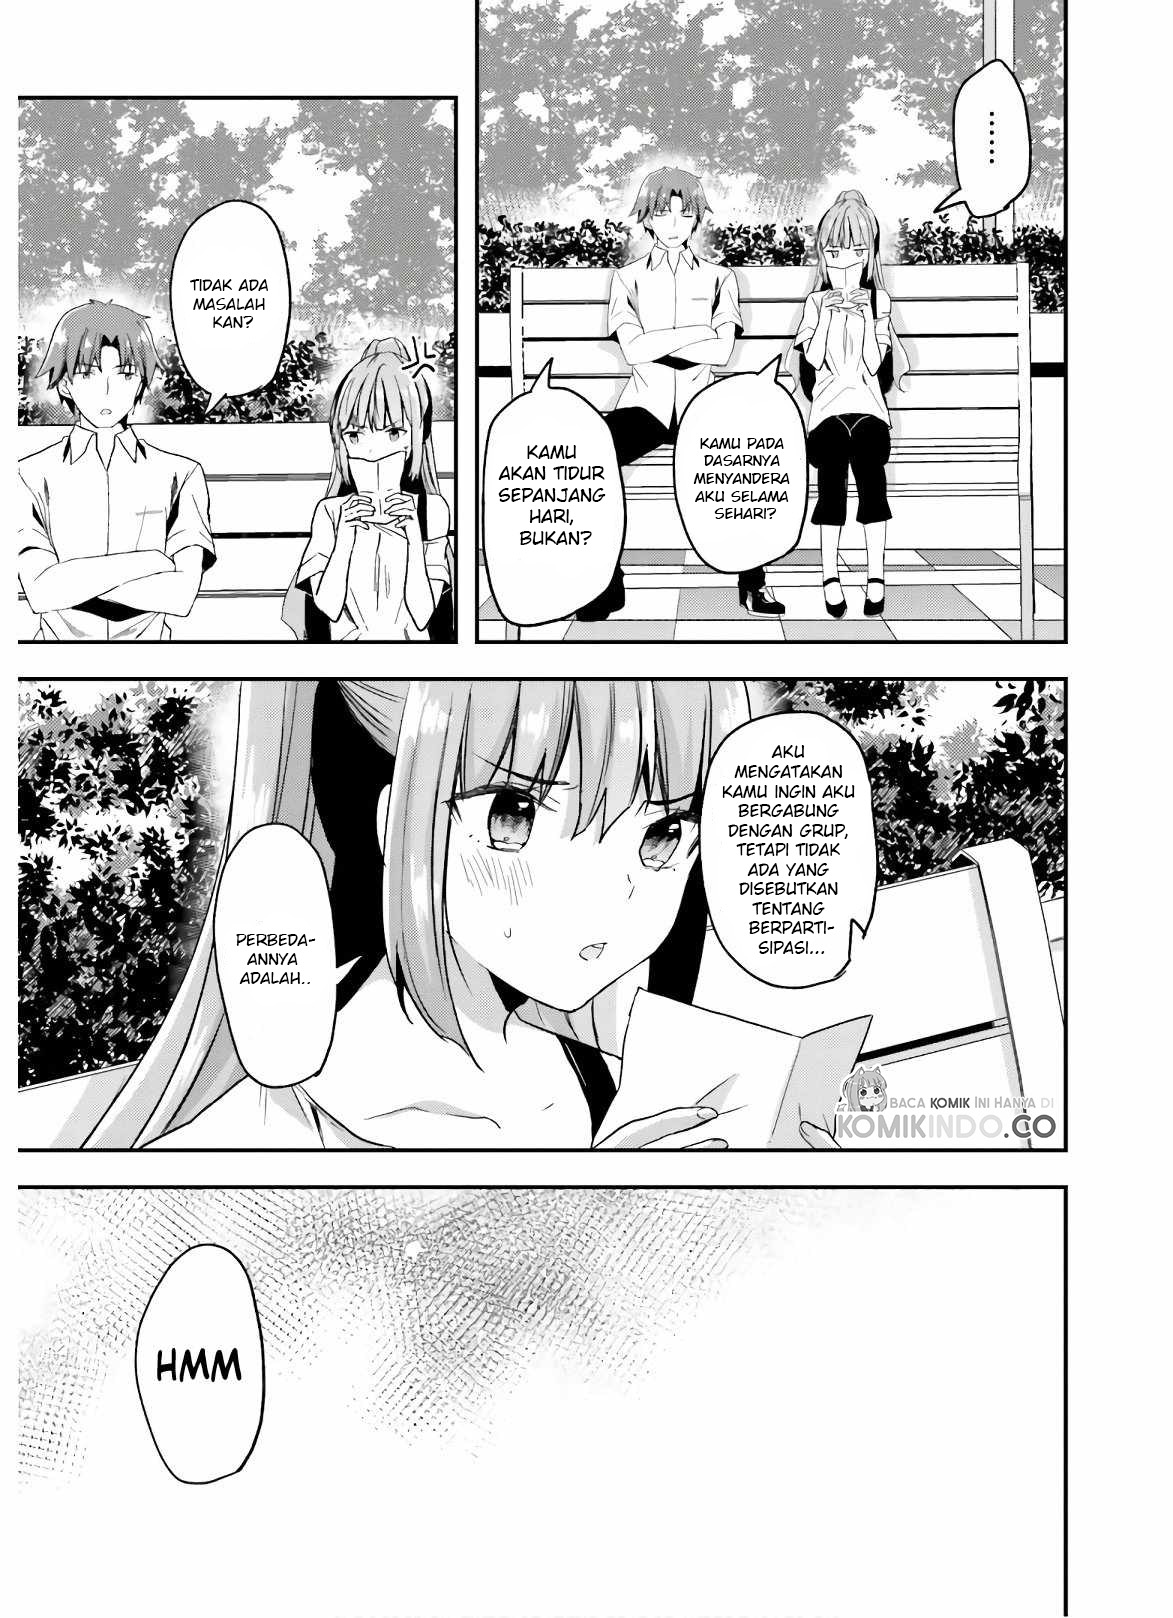 ........
KAMU PADA
DASARNYA
MENYANDERA
AKU SELAMA
SEHARI?
KAMU
AKAN TIDUR
SEPANJANG
HARI,
BUKAN?
TIDAK ADA
MASALAH
KAN?
AKU
MENGATAKAN
KAMU INGIN AKU
BERGABUNG
DENGAN GRUP,
TETAPI TIDAK
ADA YANG
DISEBUTKAN
TENTANG
BERPARTI-
SIPASI...
PERBEDA-
ANNYA
ADALAH..
BACA KOMIK INI HANYA DI
KOMIKINDO.CO
HMM